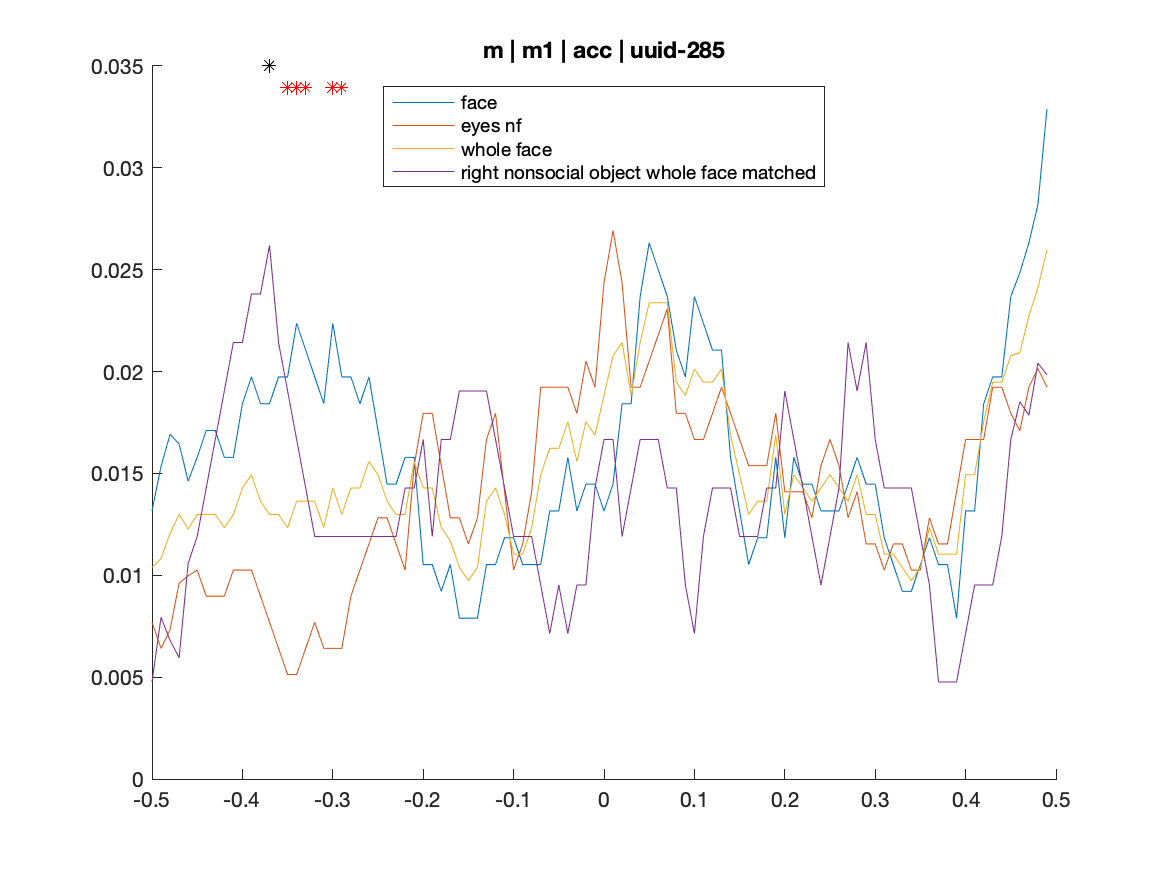 m | m1 | acc | uuid-285
0.035
0.03
0.025
0.02
0.015
0.01
0.005
0
face
eyes nf
whole face
right nonsocial object whole face matched
-0.5 -0.4 -0.3 -0.2 -0.1 0 0.1 0.2 0.3 0.4 0.5